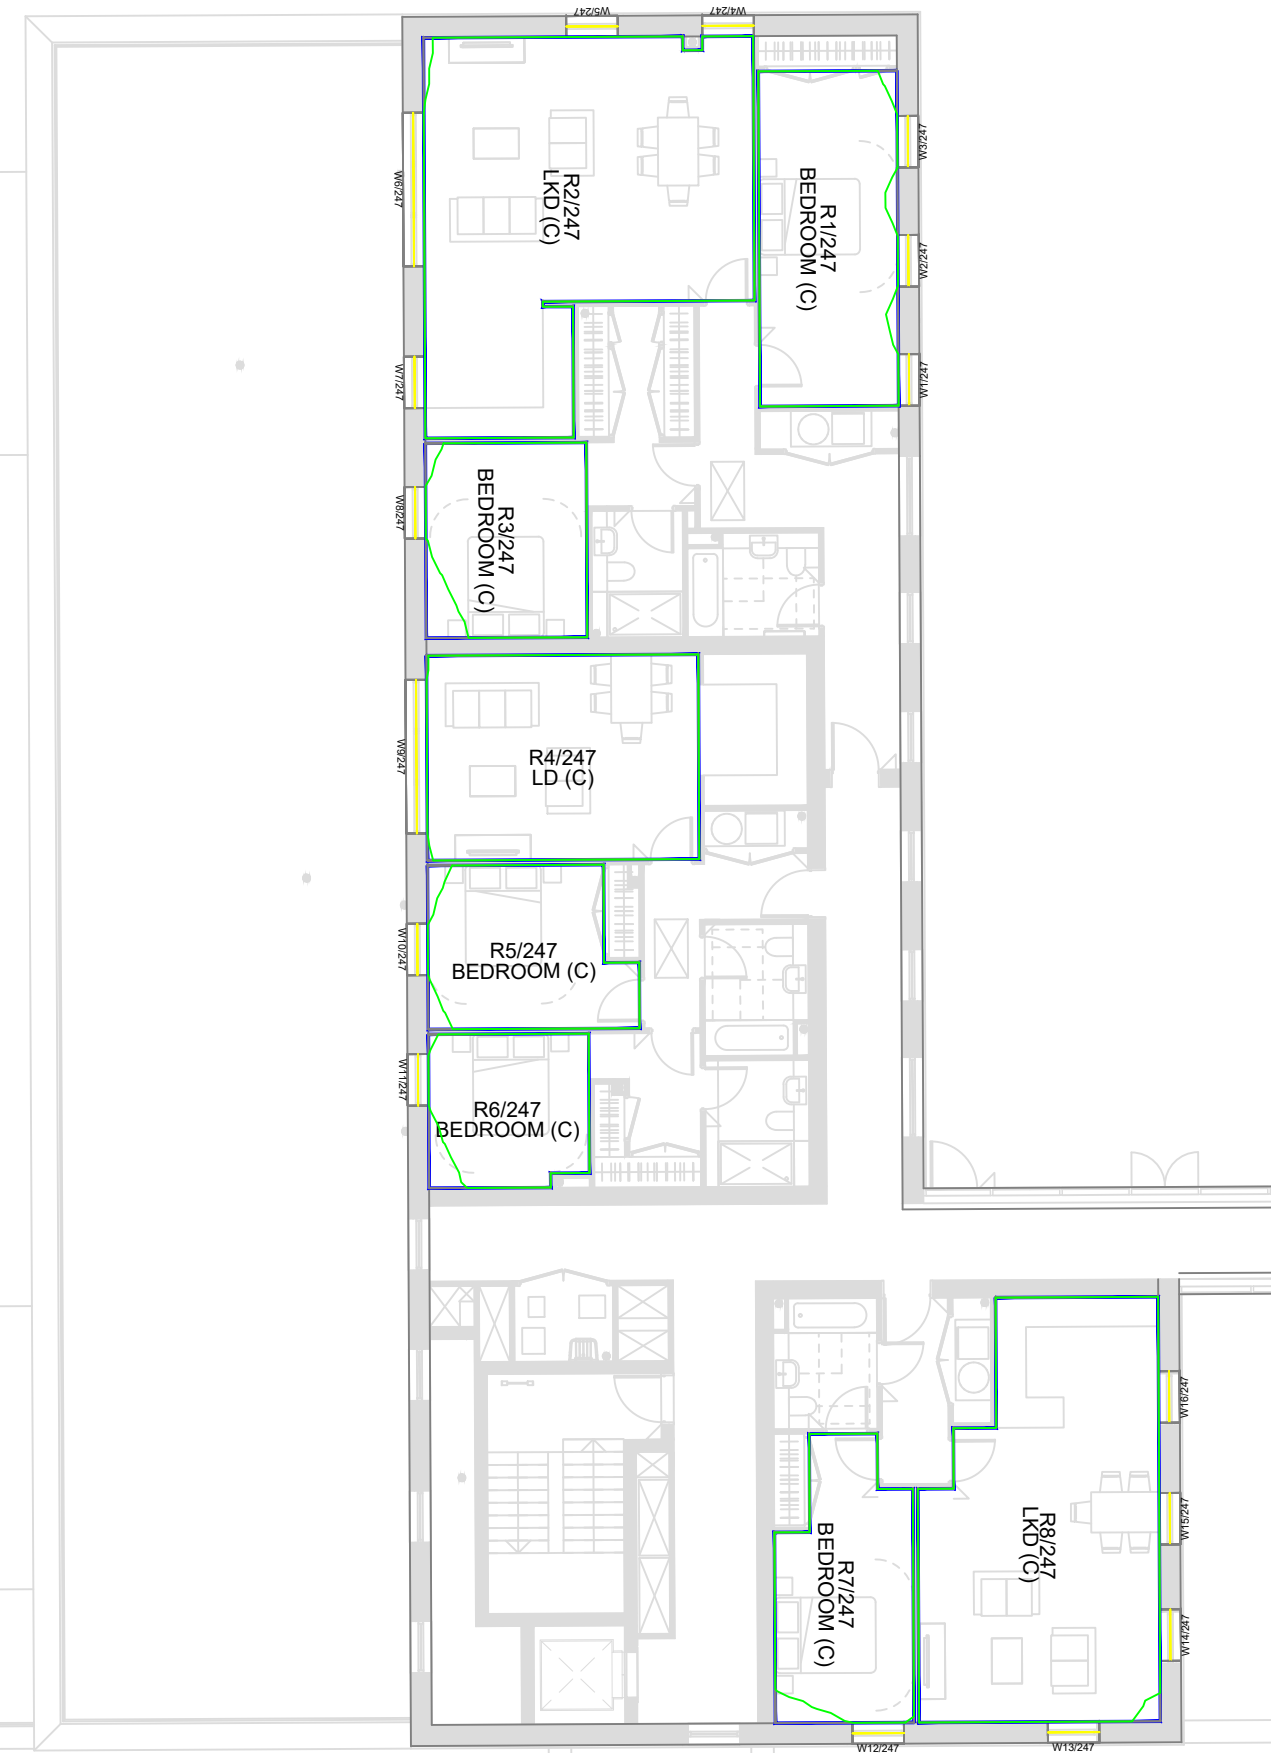 W5/247
W4/247
W3/247
W6/247
R2/247
LKD (C)
R1/247
BEDROOM (C)
W2/247
W7/247
W1/247
W8/247
R3/247
BEDROOM (C)
W9/247
R4/247
LD (C)
W10/247
R5/247
BEDROOM (C)
W11/247
R6/247
BEDROOM (C)
W16/247
W15/247
R8/247
LKD (C)
R7/247
BEDROOM (C)
W14/247
W12/247
W13/247